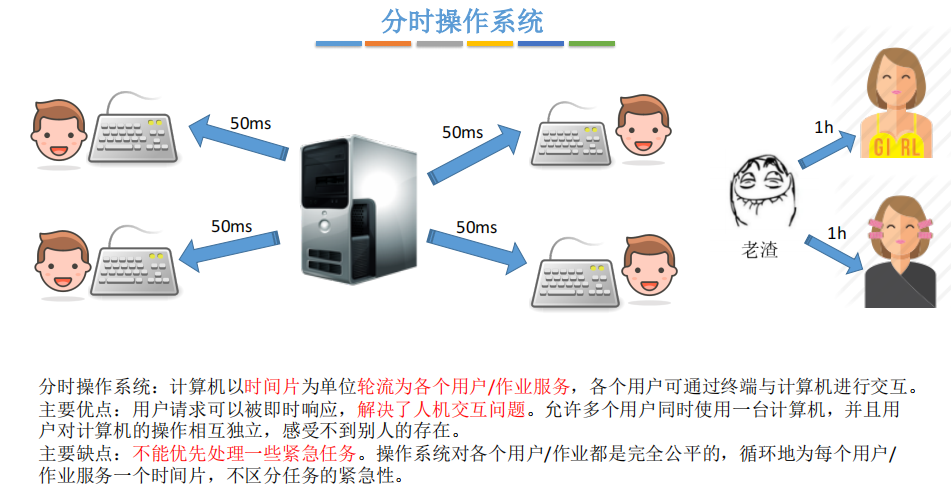 分时操作系统
50ms
50ms
1h
GI RL
50ms
50ms
老渣
1h
分时操作系统：计算机以时间片为单位轮流为各个用户/作业服务，各个用户可通过终端与计算机进行交互。
主要优点：用户请求可以被即时响应，解决了人机交互问题。允许多个用户同时使用一台计算机，并且用
户对计算机的操作相互独立，感受不到别人的存在。
主要缺点：不能优先处理一些紧急任务。操作系统对各个用户/作业都是完全公平的，循环地为每个用户/
作业服务一个时间片，不区分任务的紧急性。